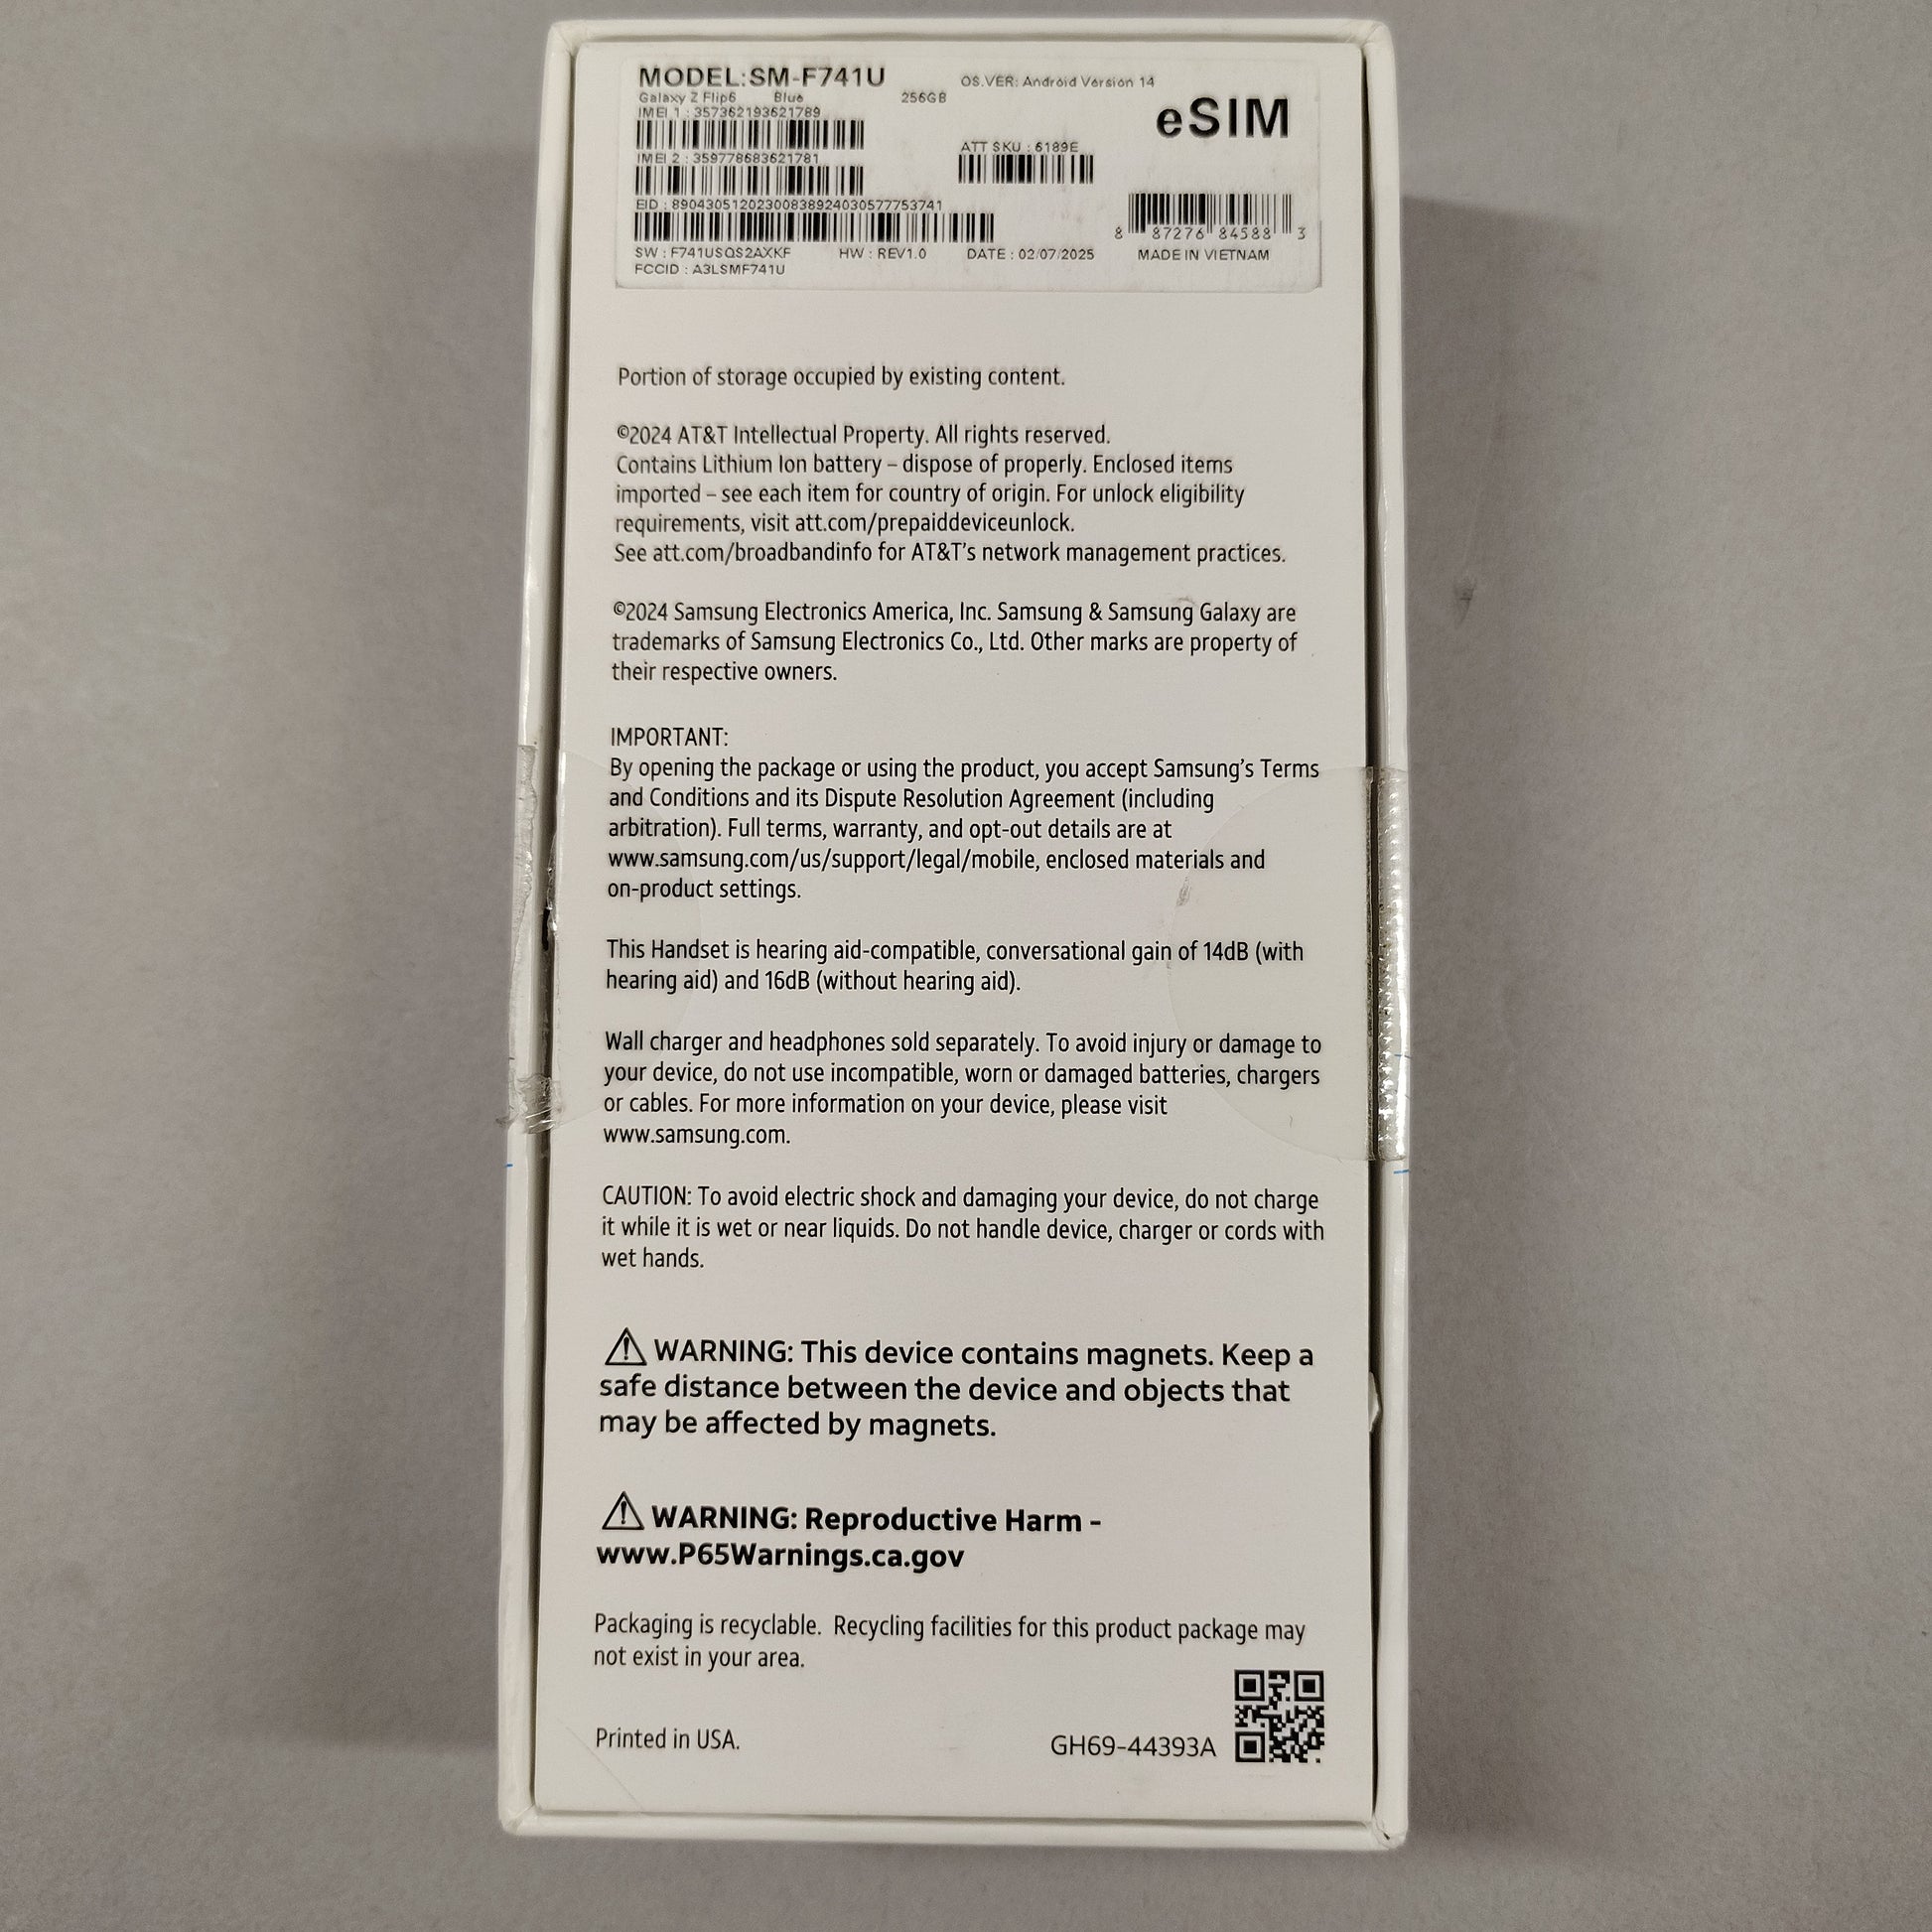 MODEL:SM-F741U
OS.VER: Android Version 14
Galaxy Z Flip6 Blue 256GB
eSIM
IMEI 1 : 357362193621789
IMEI 2 : 359778683621781
ATT SKU : 6189E
EID : 89043051202300838924030577753741
8 87276 84588 3
SW : F741USQS2AXKF HW : REV1.0 DATE : 02/07/2025 MADE IN VIETNAM
FCCID : A3LSMF741U
Portion of storage occupied by existing content.
©2024 AT&T Intellectual Property. All rights reserved.
Contains Lithium Ion battery – dispose of properly. Enclosed items
imported – see each item for country of origin. For unlock eligibility
requirements, visit att.com/prepaiddeviceunlock.
See att.com/broadbandinfo for AT&T's network management practices.
©2024 Samsung Electronics America, Inc. Samsung & Samsung Galaxy are
trademarks of Samsung Electronics Co., Ltd. Other marks are property of
their respective owners.
IMPORTANT:
By opening the package or using the product, you accept Samsung's Terms
and Conditions and its Dispute Resolution Agreement (including
arbitration). Full terms, warranty, and opt-out details are at
www.samsung.com/us/support/legal/mobile, enclosed materials and
on-product settings.
This Handset is hearing aid-compatible, conversational gain of 14dB (with
hearing aid) and 16dB (without hearing aid).
Wall charger and headphones sold separately. To avoid injury or damage to
your device, do not use incompatible, worn or damaged batteries, chargers
or cables. For more information on your device, please visit
www.samsung.com.
CAUTION: To avoid electric shock and damaging your device, do not charge
it while it is wet or near liquids. Do not handle device, charger or cords with
wet hands.
WARNING: This device contains magnets. Keep a
safe distance between the device and objects that
may be affected by magnets.
WARNING: Reproductive Harm -
www.P65Warnings.ca.gov
Packaging is recyclable. Recycling facilities for this product package may
not exist in your area.
Printed in USA.
GH69-44393A